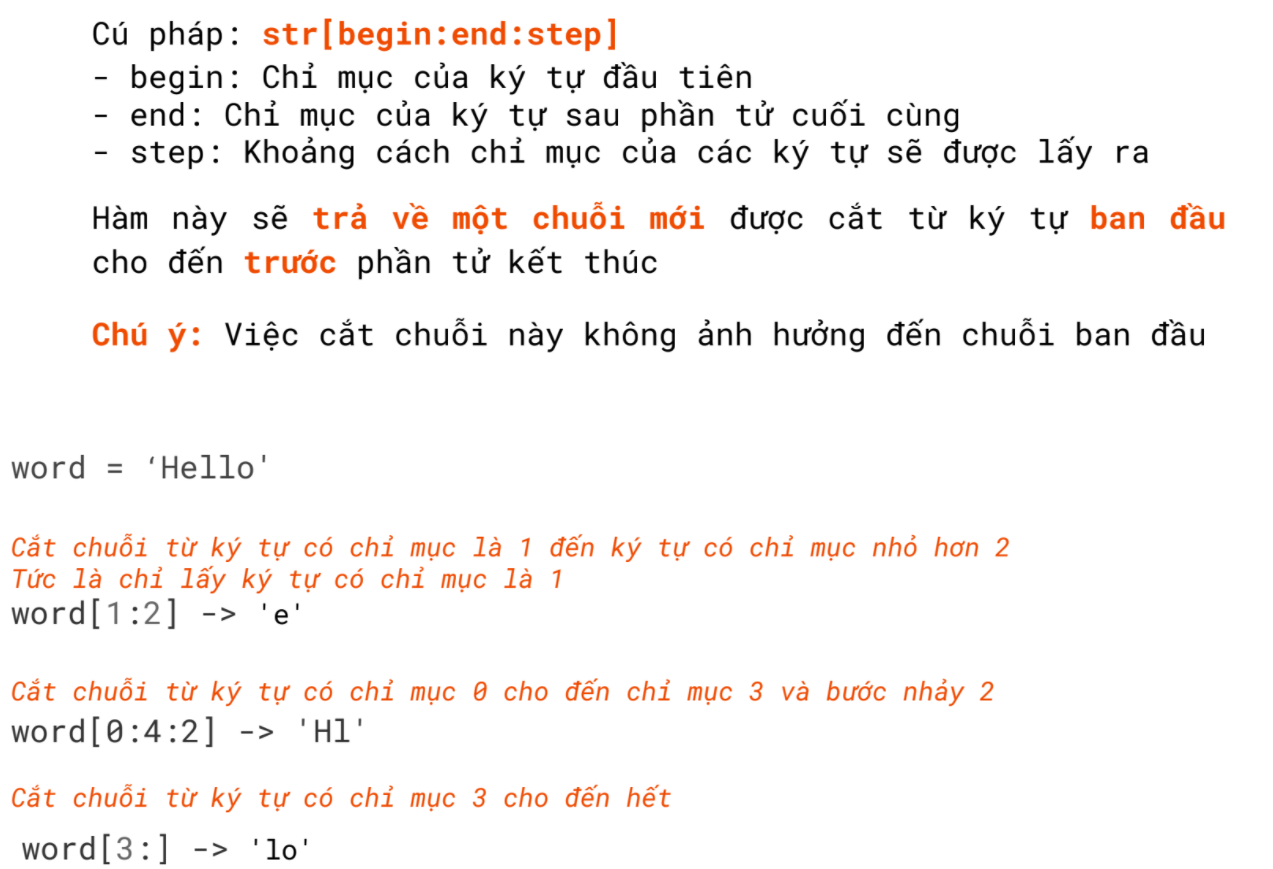 Cú pháp: str[begin:end:step]
- begin: Chỉ mục của ký tự đầu tiên
- end: Chỉ mục của ký tự sau phần tử cuối cùng
- step: Khoảng cách chỉ mục của các ký tự sẽ được lấy ra
Hàm này sẽ trả về một chuỗi mới được cắt từ ký tự ban đầu
cho đến trước phần tử kết thúc
Chú ý: Việc cắt chuỗi này không ảnh hưởng đến chuỗi ban đầu
word = ‘Hello'
Cắt chuỗi từ ký tự có chỉ mục là 1 đến ký tự có chỉ mục nhỏ hơn 2
Tức là chỉ lấy ký tự có chỉ mục là 1
word[1:2] -> 'e'
Cắt chuỗi từ ký tự có chỉ mục 0 cho đến chỉ mục 3 và bước nhảy 2
word[0:4:2] -> 'Hl'
Cắt chuỗi từ ký tự có chỉ mục 3 cho đến hết
word[3:] -> 'lo'